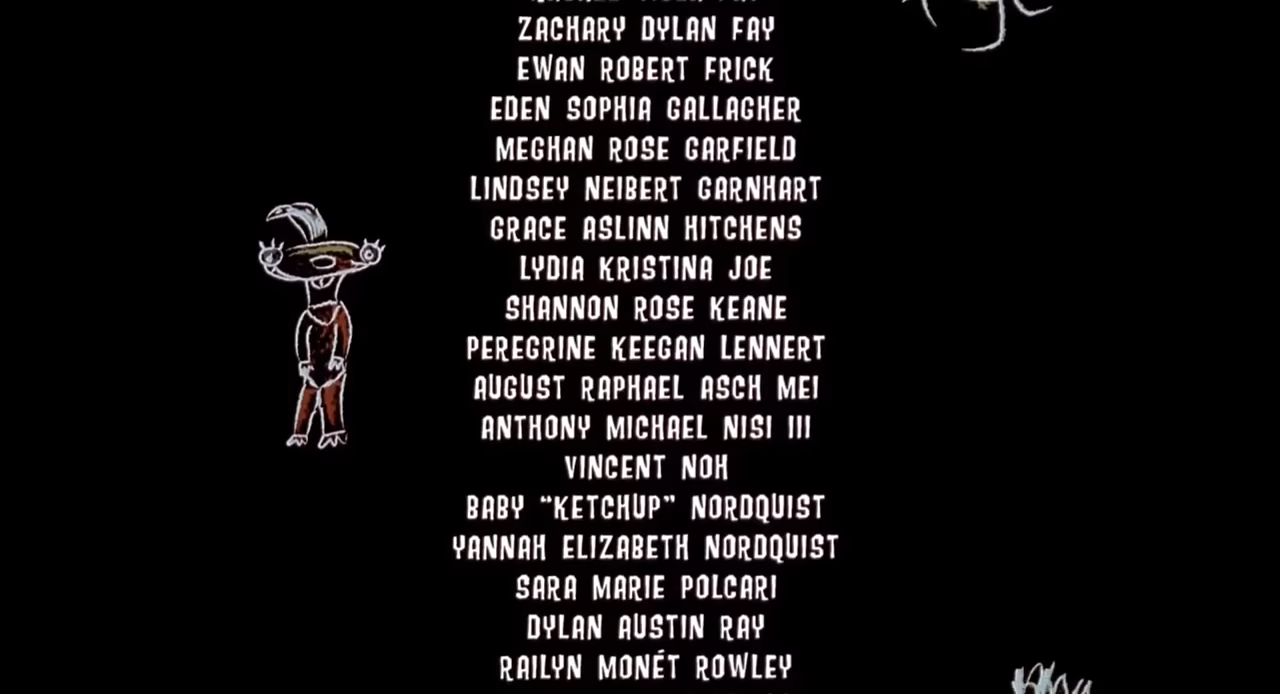 ZACHARY DYLAN FAY
EWAN ROBERT FRICK
EDEN SOPHIA GALLAGHER
MEGHAN ROSE GARFIELD
LINDSEY NEIBERT GARNHART
GRACE ASLINN HITCHENS
LYDIA KRISTINA JOE
SHANNON ROSE KEANE
PEREGRINE KEEGAN LENNERT
AUGUST RAPHAEL ASCH MEI
ANTHONY MICHAEL NISI III
VINCENT NOH
BABY “KETCHUP” NORDQUIST
YANNAH ELIZABETH NORDQUIST
SARA MARIE POLCARI
DYLAN AUSTIN RAY
RAILYN MONÉT ROWLEY